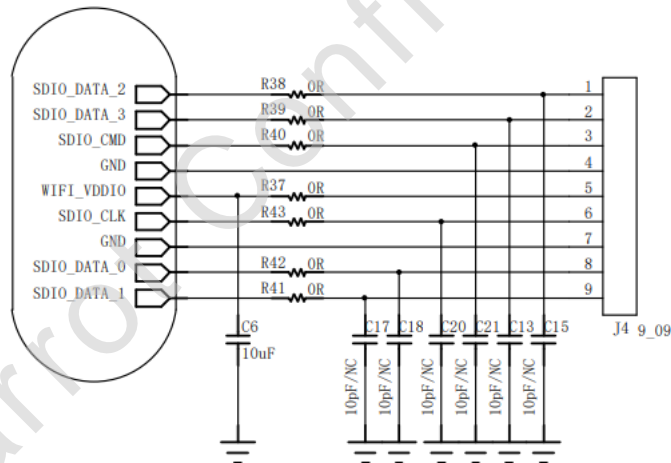 SDIO_DATA_2 R38 0R 1
SDIO_DATA_3 R39 0R 2
SDIO_CMD R40 0R 3
GND 4
WIFI_VDDIO R37 0R 5
SDIO_CLK R43 0R 6
GND 7
SDIO_DATA_0 R42 0R 8
SDIO_DATA_1 R41 0R 9
C6 C17 C18 C20 C21 C13 C15 J4 9_09
10uF
10pF/NC 10pF/NC 10pF/NC 10pF/NC 10pF/NC 10pF/NC
arrot Confi